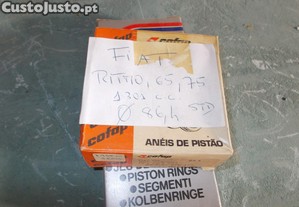 CustoJusto.pt
cofap
FIAT
RITMO, 65, 75
1301 c.c.
Ø 86,4 STD
cofap
ANÉIS DE PISTÃO
PISTON RINGS
SEGMENTI
KOLBENRINGE